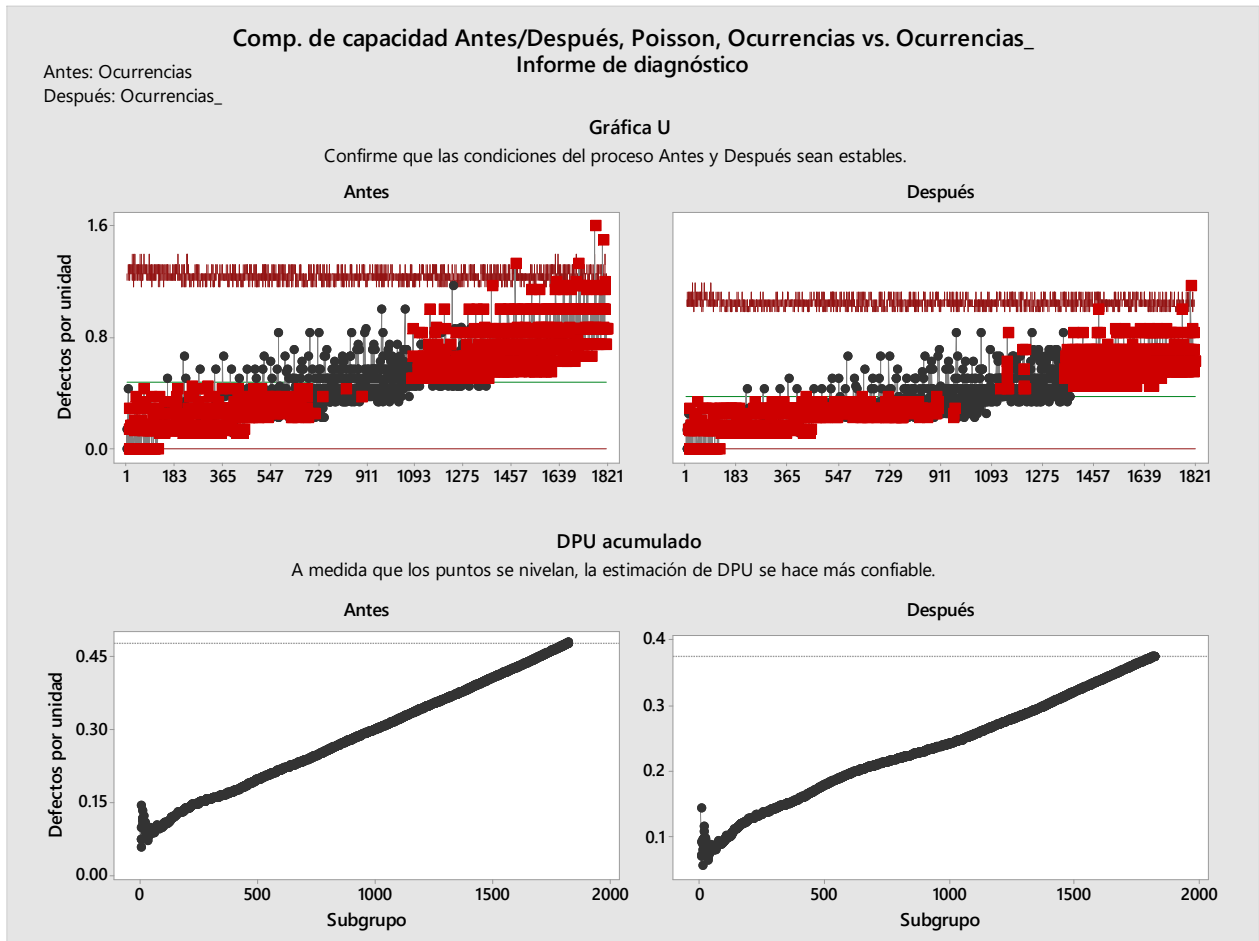 Comp. de capacidad Antes/Después, Poisson, Ocurrencias vs. Ocurrencias_
Informe de diagnóstico
Antes: Ocurrencias
Después: Ocurrencias_
Gráfica U
Confirme que las condiciones del proceso Antes y Después sean estables.
Antes
Después
Defectos por unidad
1.6
0.8
0.0
1 183 365 547 729 911 1093 1275 1457 1639 1821
1 183 365 547 729 911 1093 1275 1457 1639 1821
DPU acumulado
A medida que los puntos se nivelan, la estimación de DPU se hace más confiable.
Antes
Después
Defectos por unidad
0.45
0.30
0.15
0.00
0 500 1000 1500 2000
Subgrupo
0.4
0.3
0.2
0.1
0 500 1000 1500 2000
Subgrupo